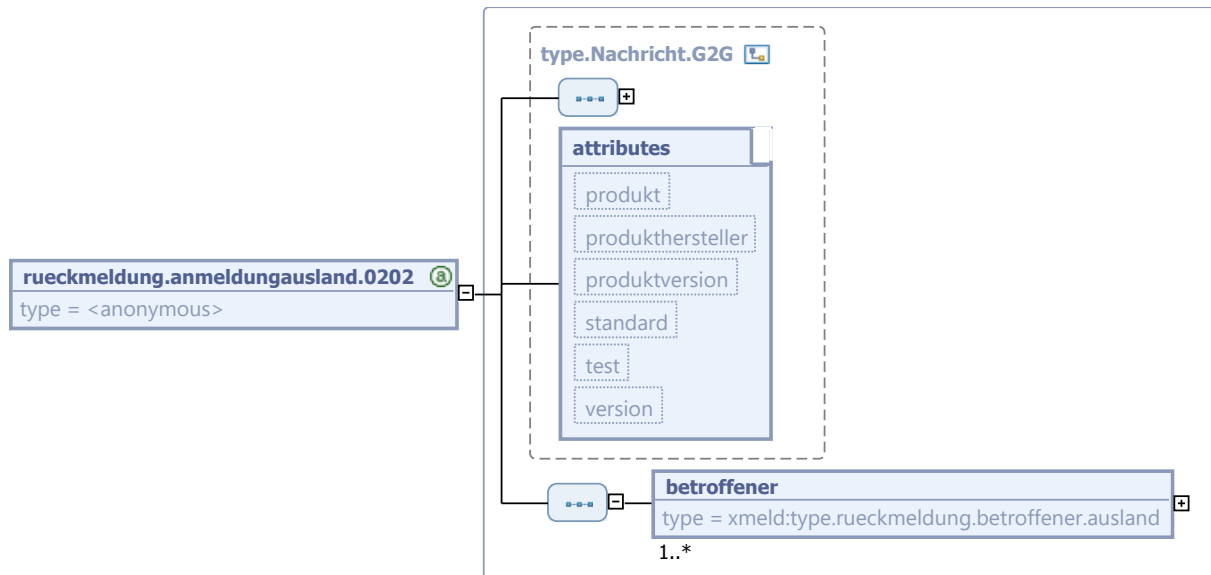 type.Nachricht.G2G
attributes
produkt
produkthersteller
produktversion
standard
test
version
rueckmeldung.anmeldungausland.0202
type = <anonymous>
betroffener
type = xmeld:type.rueckmeldung.betroffener.ausland
1..*